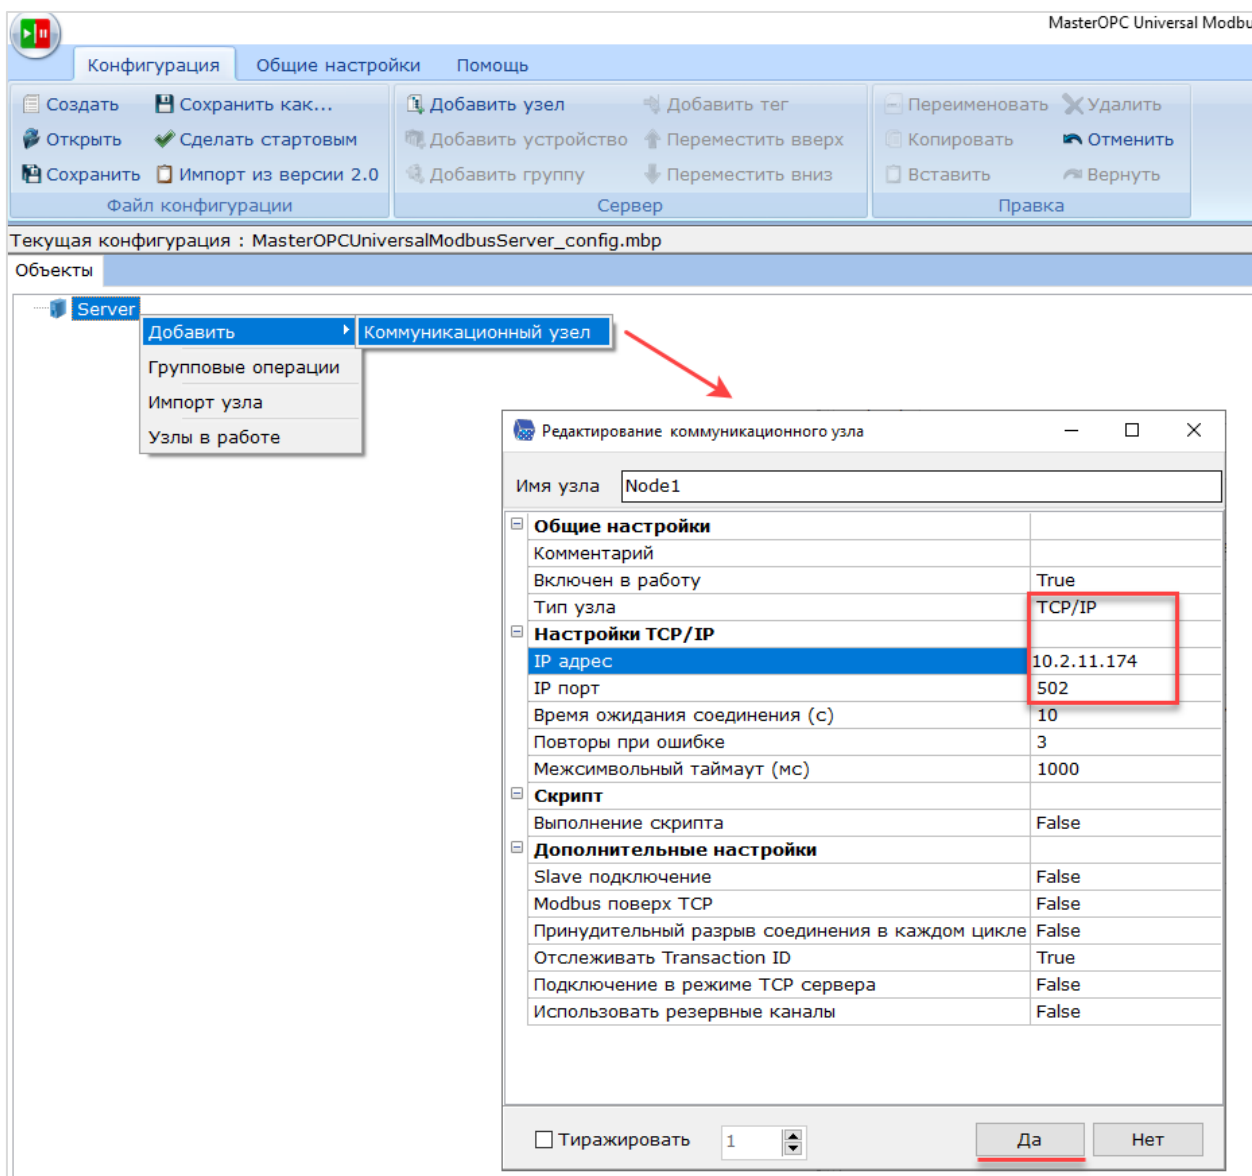 MasterOPC Universal Modbu
Конфигурация Общие настройки Помощь
Создать Сохранить как... Добавить узел Добавить тег Переименовать Удалить
Открыть Сделать стартовым Добавить устройство Переместить вверх Копировать Отменить
Сохранить Импорт из версии 2.0 Добавить группу Переместить вниз Вставить Вернуть
Файл конфигурации Сервер Правка
Текущая конфигурация : MasterOPCUniversalModbusServer_config.mbp
Объекты
Server
Добавить Коммуникационный узел
Групповые операции
Импорт узла
Узлы в работе
Редактирование коммуникационного узла
Имя узла Node1
Общие настройки
Комментарий
Включен в работу True
Тип узла TCP/IP
Настройки TCP/IP
IP адрес 10.2.11.174
IP порт 502
Время ожидания соединения (с) 10
Повторы при ошибке 3
Межсимвольный таймаут (мс) 1000
Скрипт
Выполнение скрипта False
Дополнительные настройки
Slave подключение False
Modbus поверх TCP False
Принудительный разрыв соединения в каждом цикле False
Отслеживать Transaction ID True
Подключение в режиме TCP сервера False
Использовать резервные каналы False
Тиражировать 1 Да Нет